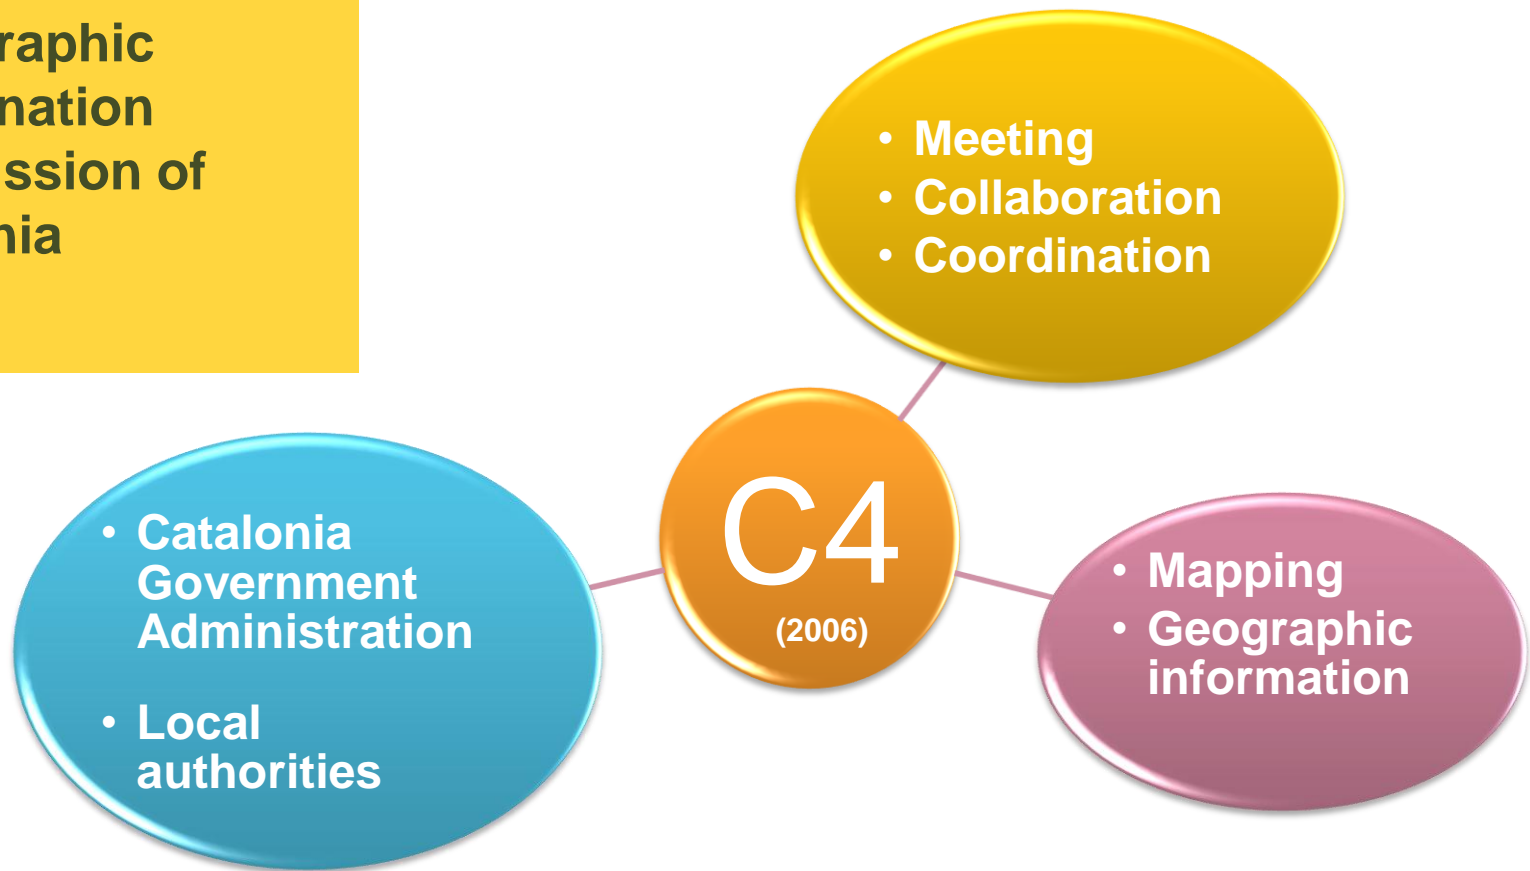 raphic
nation
ssion of
nia
• Meeting
• Collaboration
• Coordination
C4
(2006)
• Catalonia
Government
Administration
• Local
authorities
• Mapping
• Geographic
information